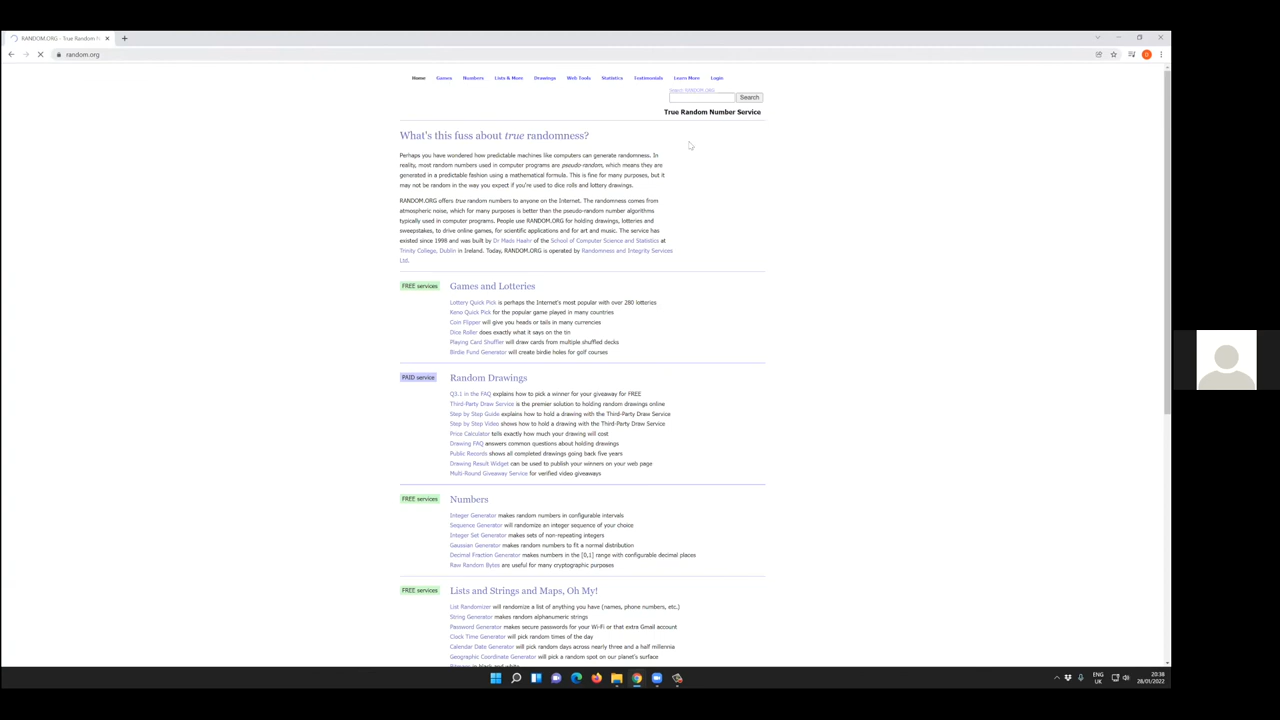 RANDOM.ORG - True Random N
random.org
Home Games Numbers Lists & More Drawings Web Tools Statistics Testimonials Learn More Login
Search RANDOM.ORG
Search
True Random Number Service
What's this fuss about true randomness?
Perhaps you have wondered how predictable machines like computers can generate randomness. In
reality, most random numbers used in computer programs are pseudo-random, which means they are
generated in a predictable fashion using a mathematical formula. This is fine for many purposes, but it
may not be random in the way you expect if you're used to dice rolls and lottery drawings.
RANDOM.ORG offers true random numbers to anyone on the Internet. The randomness comes from
atmospheric noise, which for many purposes is better than the pseudo-random number algorithms
typically used in computer programs. People use RANDOM.ORG for holding drawings, lotteries and
sweepstakes, to drive online games, for scientific applications and for art and music. The service has
existed since 1998 and was built by Dr Mads Haahr of the School of Computer Science and Statistics at
Trinity College, Dublin in Ireland. Today, RANDOM.ORG is operated by Randomness and Integrity Services
Ltd.
FREE services Games and Lotteries
Lottery Quick Pick is perhaps the Internet's most popular with over 280 lotteries
Keno Quick Pick for the popular game played in many countries
Coin Flipper will give you heads or tails in many currencies
Dice Roller does exactly what it says on the tin
Playing Card Shuffler will draw cards from multiple shuffled decks
Birdie Fund Generator will create birdie holes for golf courses
PAID service Random Drawings
Q3.1 in the FAQ explains how to pick a winner for your giveaway for FREE
Third-Party Draw Service is the premier solution to holding random drawings online
Step by Step Guide explains how to hold a drawing with the Third-Party Draw Service
Step by Step Video shows how to hold a drawing with the Third-Party Draw Service
Price Calculator tells exactly how much your drawing will cost
Drawing FAQ answers common questions about holding drawings
Public Records shows all completed drawings going back five years
Drawing Result Widget can be used to publish your winners on your web page
Multi-Round Giveaway Service for verified video giveaways
FREE services Numbers
Integer Generator makes random numbers in configurable intervals
Sequence Generator will randomize an integer sequence of your choice
Integer Set Generator makes sets of non-repeating integers
Gaussian Generator makes random numbers to fit a normal distribution
Decimal Fraction Generator makes numbers in the [0,1] range with configurable decimal places
Raw Random Bytes are useful for many cryptographic purposes
FREE services Lists and Strings and Maps, Oh My!
List Randomizer will randomize a list of anything you have (names, phone numbers, etc.)
String Generator makes random alphanumeric strings
Password Generator makes secure passwords for your Wi-Fi or that extra Gmail account
Clock Time Generator will pick random times of the day
Calendar Date Generator will pick random days across nearly three and a half millennia
Geographic Coordinate Generator will pick a random spot on our planet's surface
ENG
UK
20:38
28/01/2022